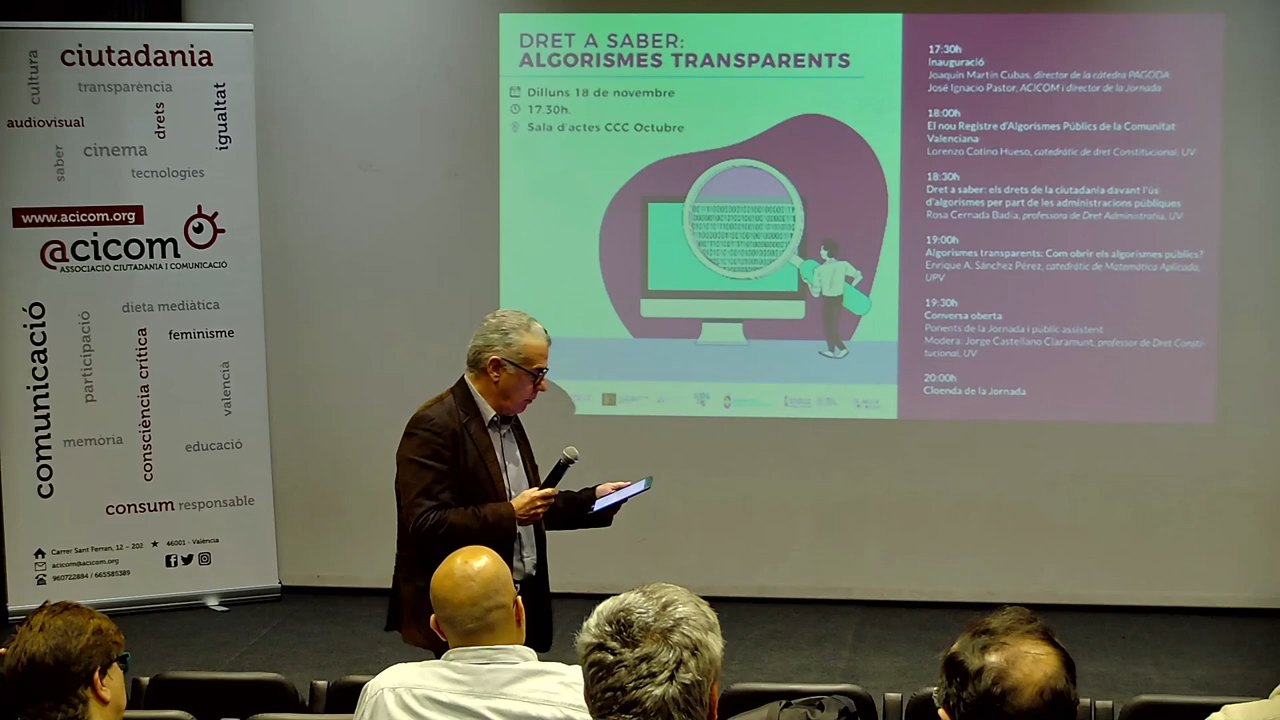 cultura
ciutadania
transparència
audiovisual
drets
igualtat
saber
cinema
tecnologies
www.acicom.org
@cicom
ASSOCIACIÓ CIUTADANIA I COMUNICACIÓ
comunicació
participació
dieta mediàtica
consciència crítica
feminisme
valencià
memòria
educació
consum responsable
Carrer Sant Ferran, 12 - 202 ★ 46001 - València
acicom@acicom.org
960722884 / 665585389
DRET A SABER:
ALGORISMES TRANSPARENTS
Dilluns 18 de novembre
17.30h.
Sala d'actes CCC Octubre
17:30h
Inauguració
Joaquín Martín Cubas, director de la càtedra PAGODA
José Ignacio Pastor, ACICOM i director de la Jornada
18:00h
El nou Registre d'Algorismes Públics de la Comunitat
Valenciana
Lorenzo Cotino Hueso, catedràtic de dret Constitucional, UV
18:30h
Dret a saber: els drets de la ciutadania davant l'ús
d'algorismes per part de les administracions públiques
Rosa Cernada Badía, professora de Dret Administratiu, UV
19:00h
Algorismes transparents: Com obrir els algorismes públics?
Enrique A. Sánchez Pérez, catedràtic de Matemàtica Aplicada,
UPV
19:30h
Conversa oberta
Ponents de la Jornada i públic assistent
Modera: Jorge Castellano Claramunt, professor de Dret Consti-
tucional, UV
20:00h
Cloenda de la Jornada